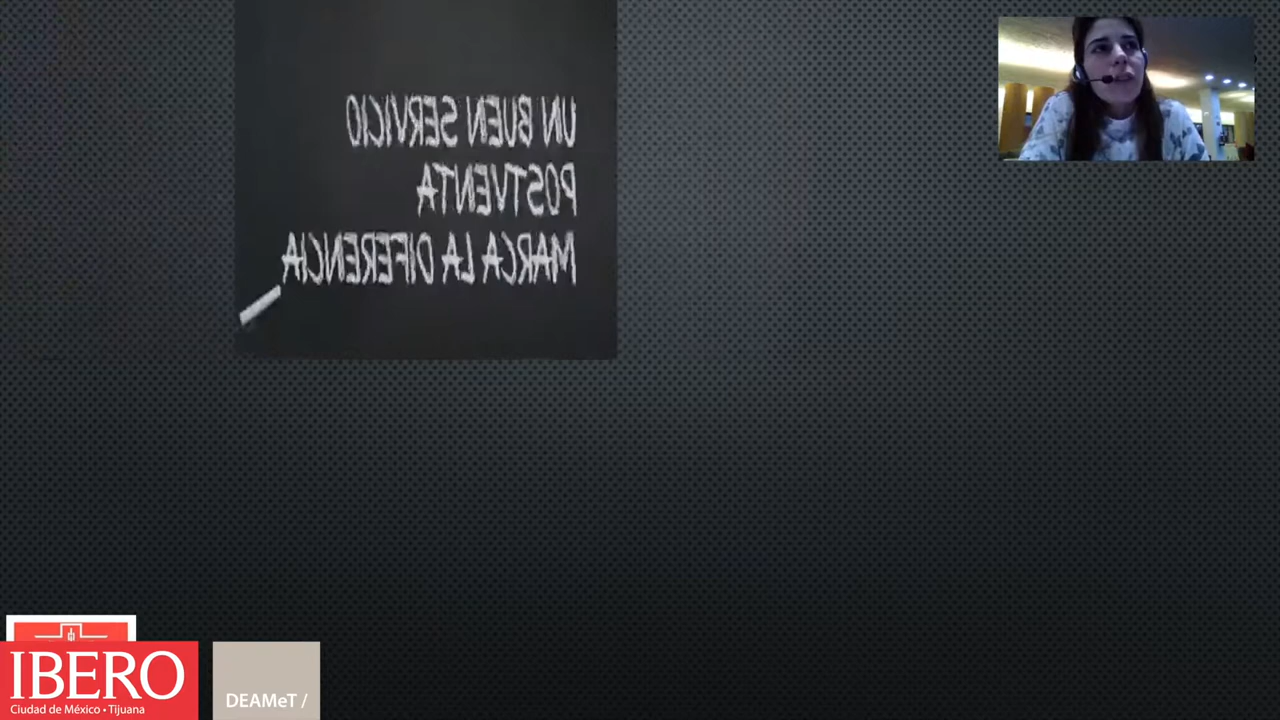 UN BUEN SERVICIO
POSTVENTA
MARCA LA DIFERENCIA
IBERO
Ciudad de México • Tijuana
DEAMeT /